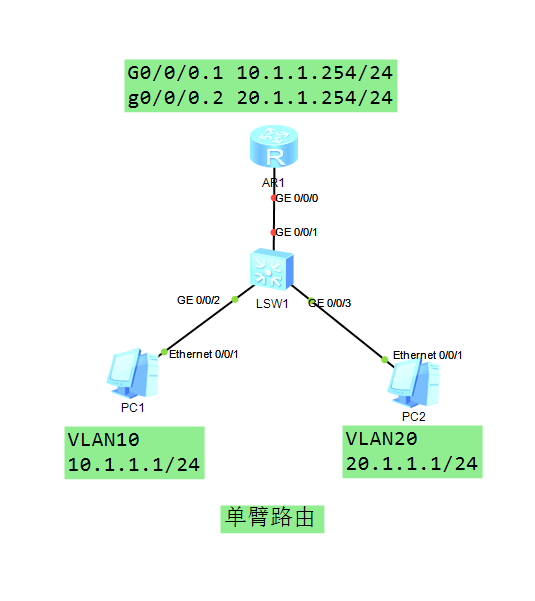 G0/0/0.1 10.1.1.254/24
g0/0/0.2 20.1.1.254/24
R
AR1
GE 0/0/0
GE 0/0/1
LSW1
GE 0/0/2
GE 0/0/3
Ethernet 0/0/1
Ethernet 0/0/1
PC1
PC2
VLAN10
10.1.1.1/24
VLAN20
20.1.1.1/24
单臂路由